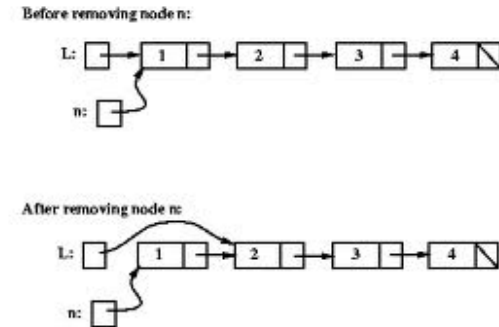 Before removing node n:
L: 1 2 3 4
n:
After removing node n:
L: 1 2 3 4
n: